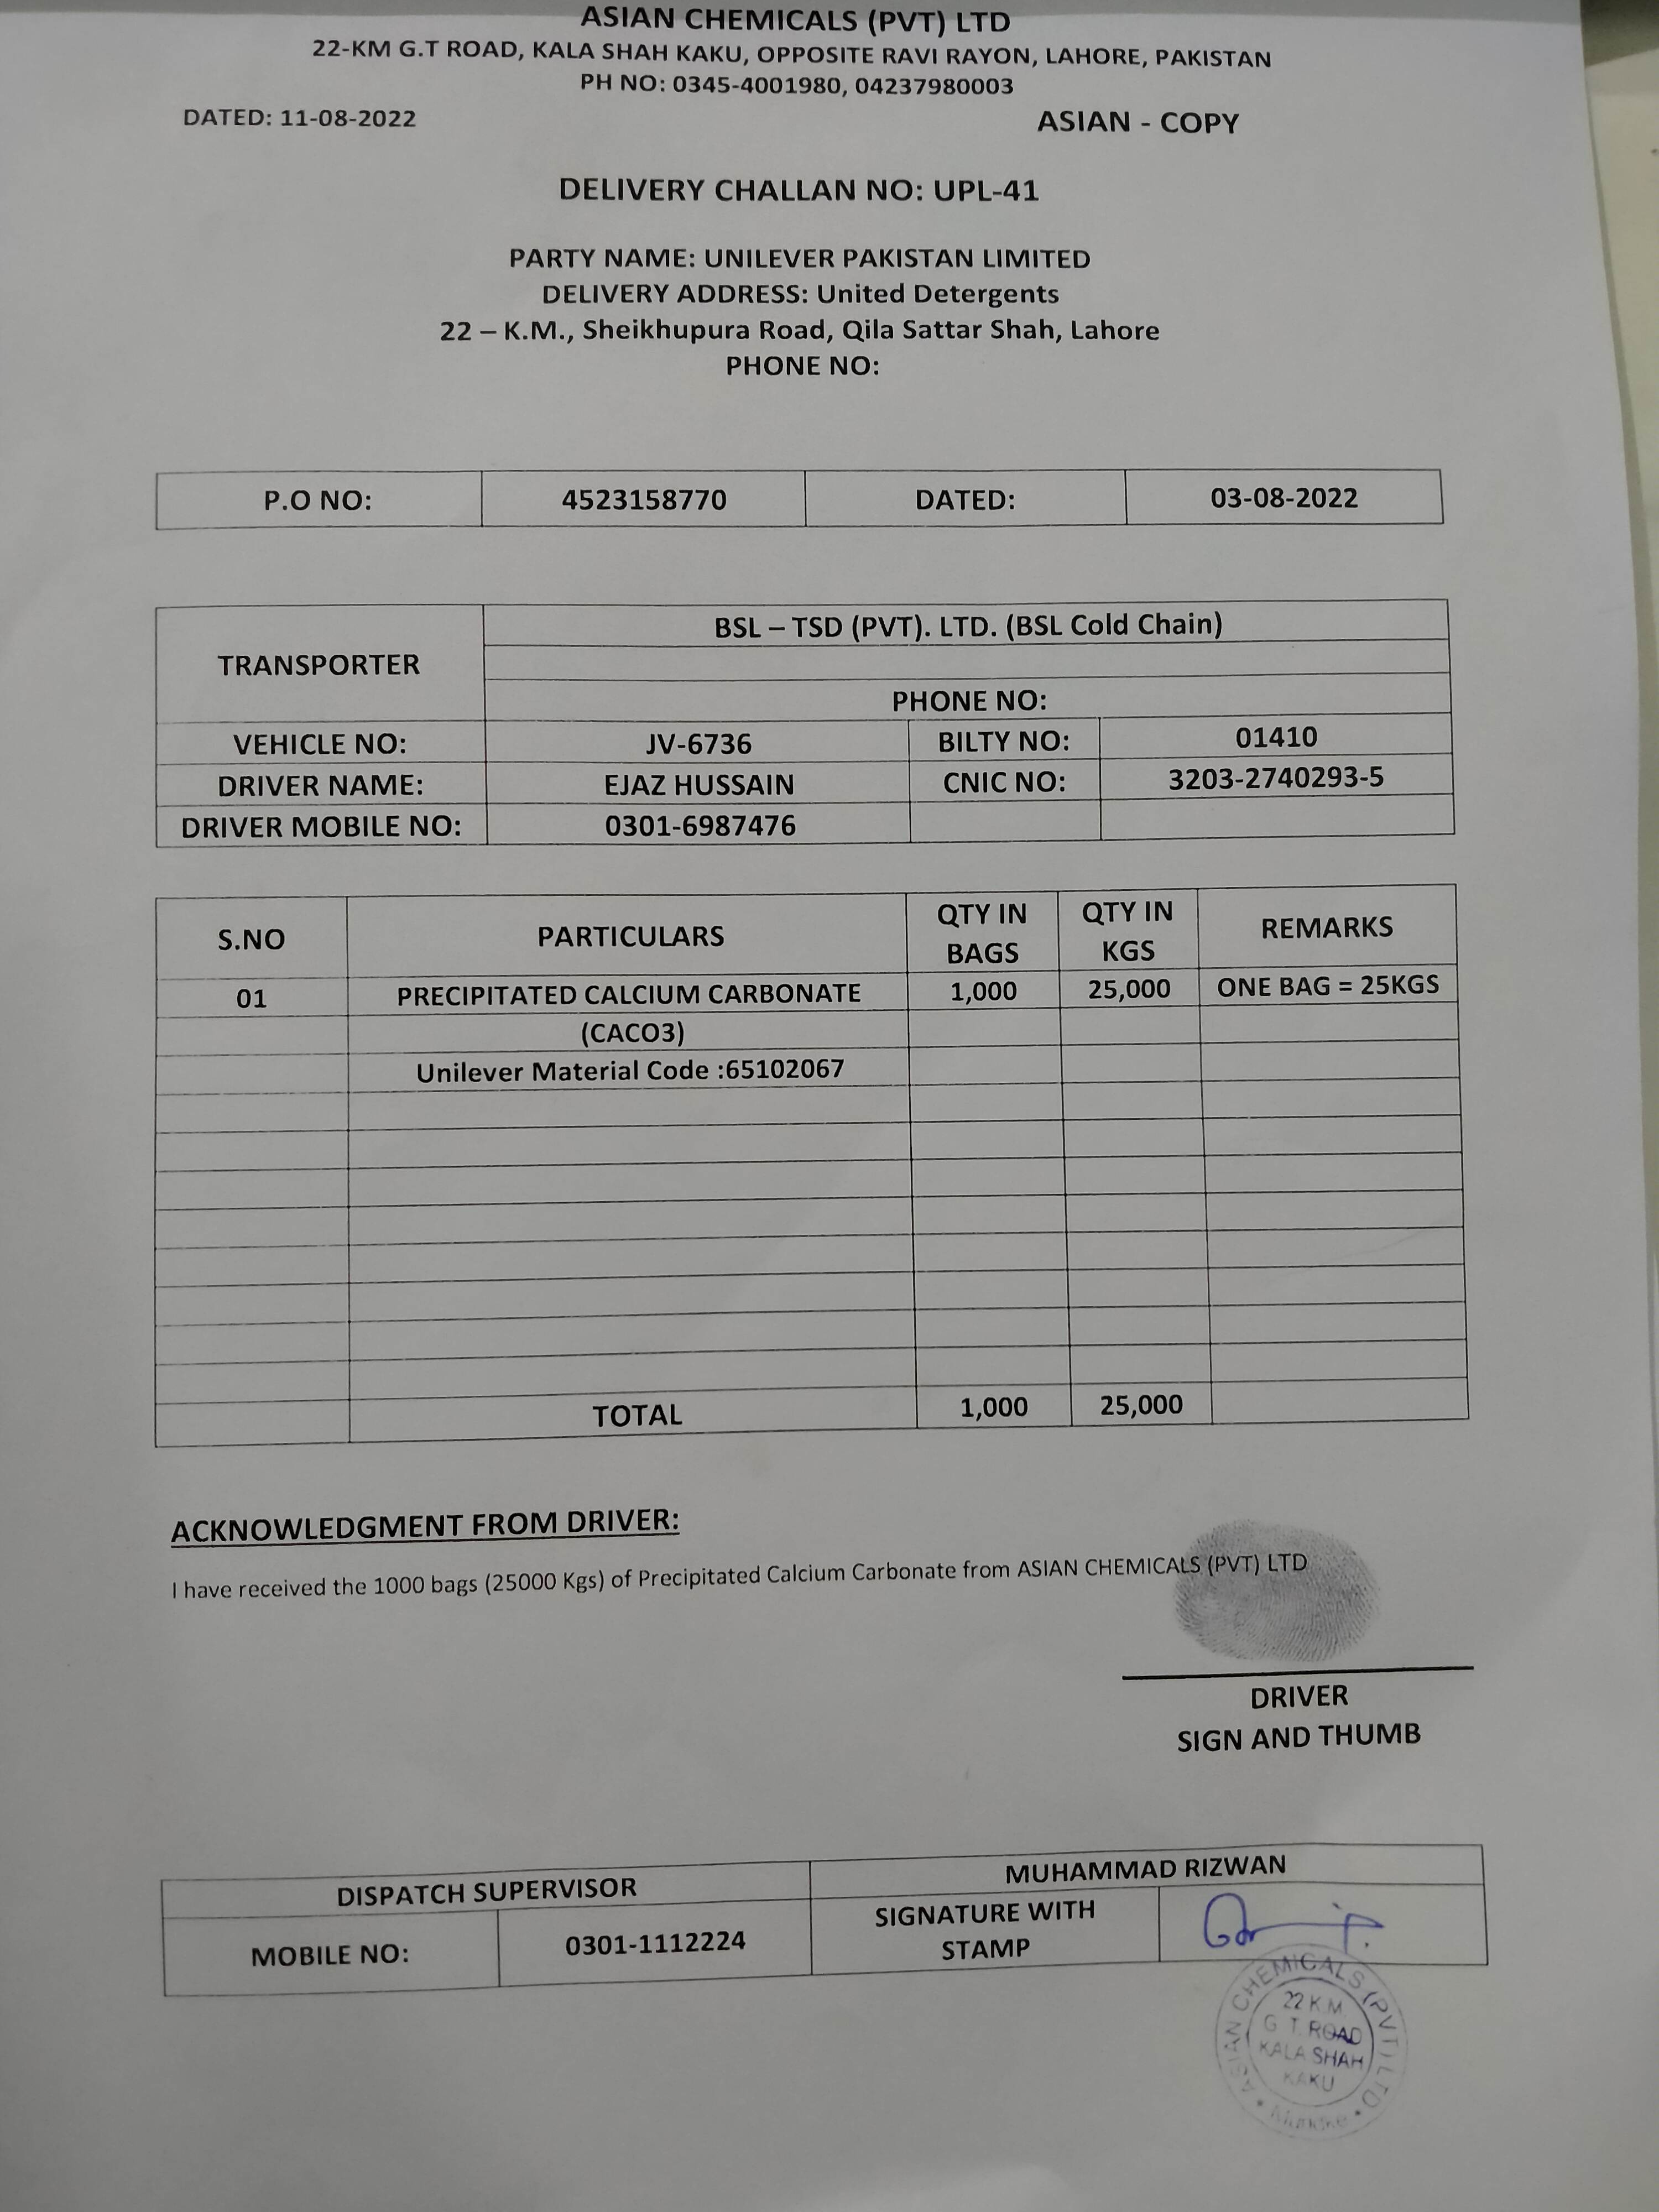 ASIAN CHEMICALS (PVT) LTD
22-KM G.T ROAD, KALA SHAH KAKU, OPPOSITE RAVI RAYON, LAHORE, PAKISTAN
PH NO: 0345-4001980, 04237980003
DATED: 11-08-2022 ASIAN - COPY
DELIVERY CHALLAN NO: UPL-41
PARTY NAME: UNILEVER PAKISTAN LIMITED
DELIVERY ADDRESS: United Detergents
22 – K.M., Sheikhupura Road, Qila Sattar Shah, Lahore
PHONE NO:
P.O NO: 4523158770 DATED: 03-08-2022
TRANSPORTER BSL – TSD (PVT). LTD. (BSL Cold Chain)
PHONE NO:
VEHICLE NO: JV-6736 BILTY NO: 01410
DRIVER NAME: EJAZ HUSSAIN CNIC NO: 3203-2740293-5
DRIVER MOBILE NO: 0301-6987476
S.NO PARTICULARS QTY IN BAGS QTY IN KGS REMARKS
01 PRECIPITATED CALCIUM CARBONATE 1,000 25,000 ONE BAG = 25KGS
(CACO3)
Unilever Material Code :65102067
TOTAL 1,000 25,000
ACKNOWLEDGMENT FROM DRIVER:
I have received the 1000 bags (25000 Kgs) of Precipitated Calcium Carbonate from ASIAN CHEMICALS (PVT) LTD
DRIVER
SIGN AND THUMB
DISPATCH SUPERVISOR MUHAMMAD RIZWAN
MOBILE NO: 0301-1112224 SIGNATURE WITH STAMP
ASIAN CHEMICALS (PVT) LTD
22 K.M.
G T. ROAD
KALA SHAH
KAKU